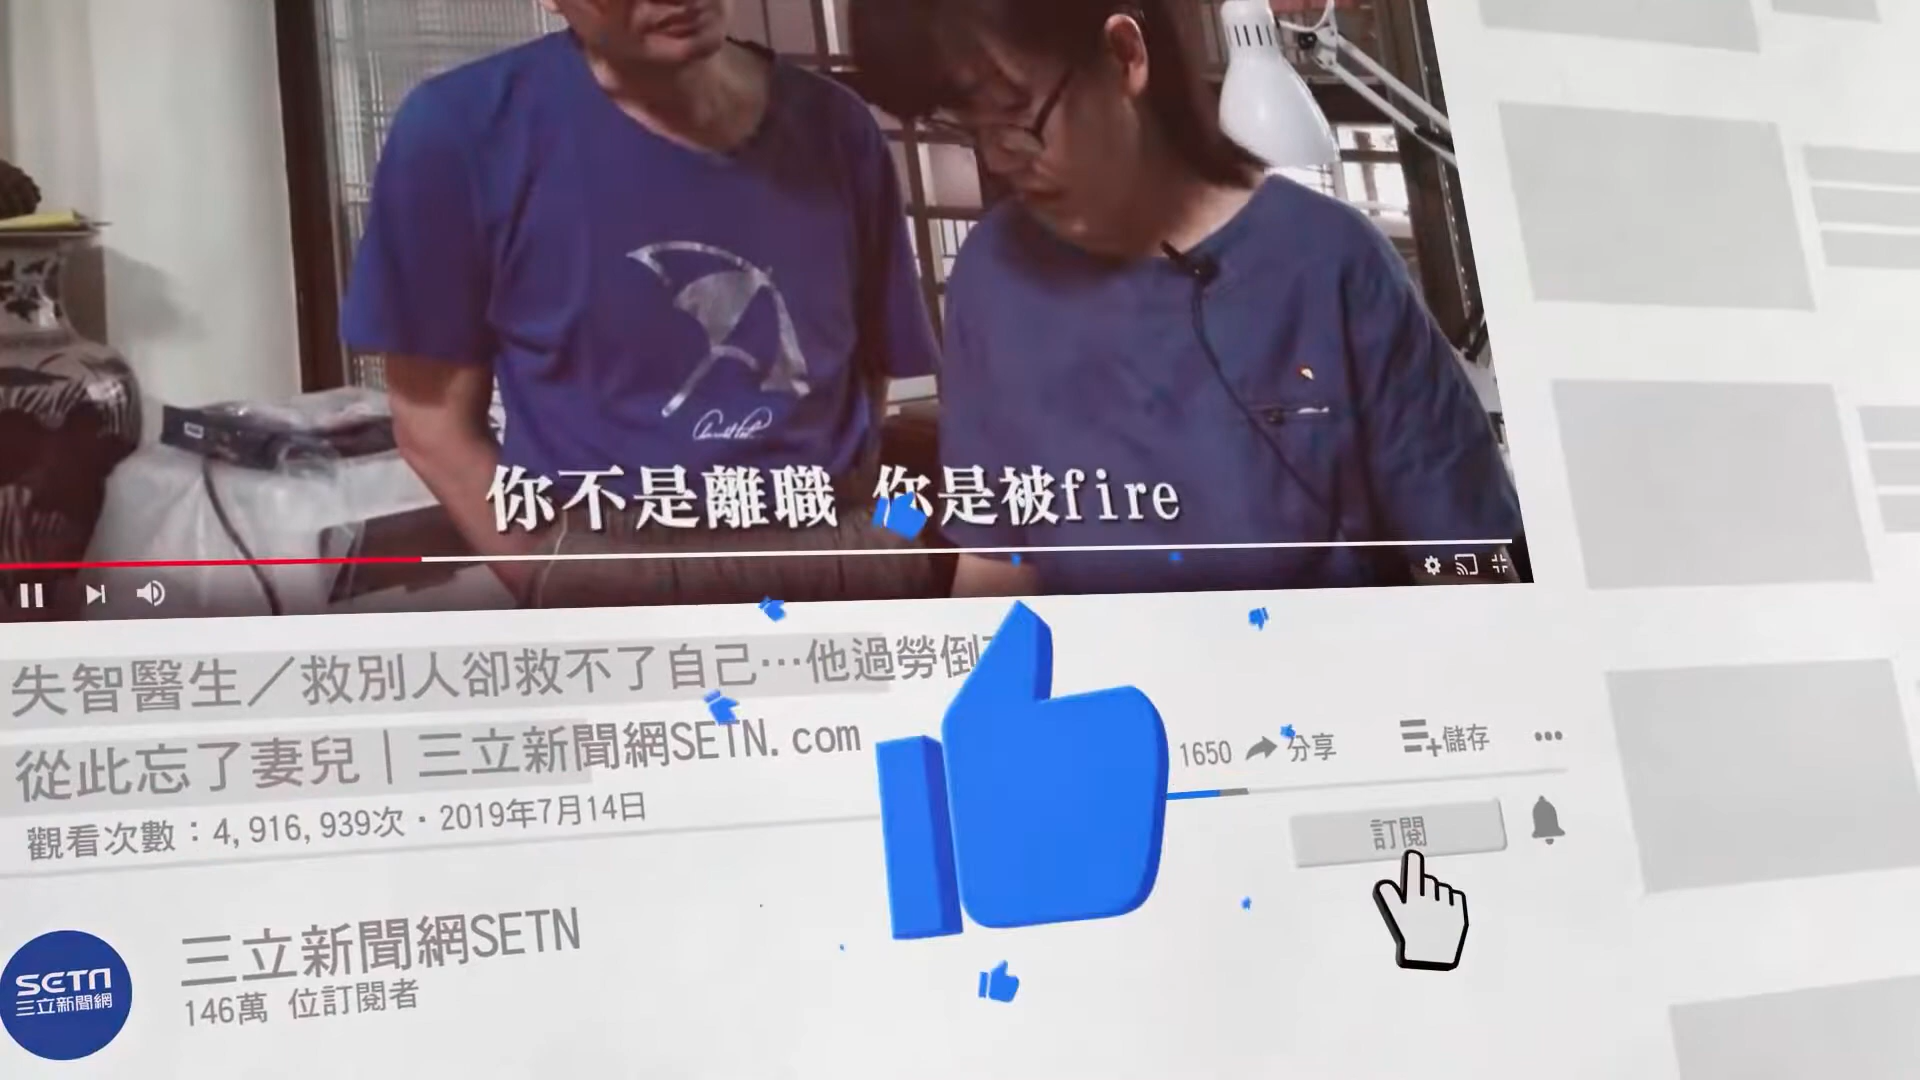 你不是離職 你是被fire
失智醫生／救別人卻救不了自己…他過勞倒
從此忘了妻兒｜三立新聞網SETN.com
1650 分享 儲存
觀看次數：4,916,939次・2019年7月14日
訂閱
三立新聞網SETN
146萬 位訂閱者
SETN
三立新聞網